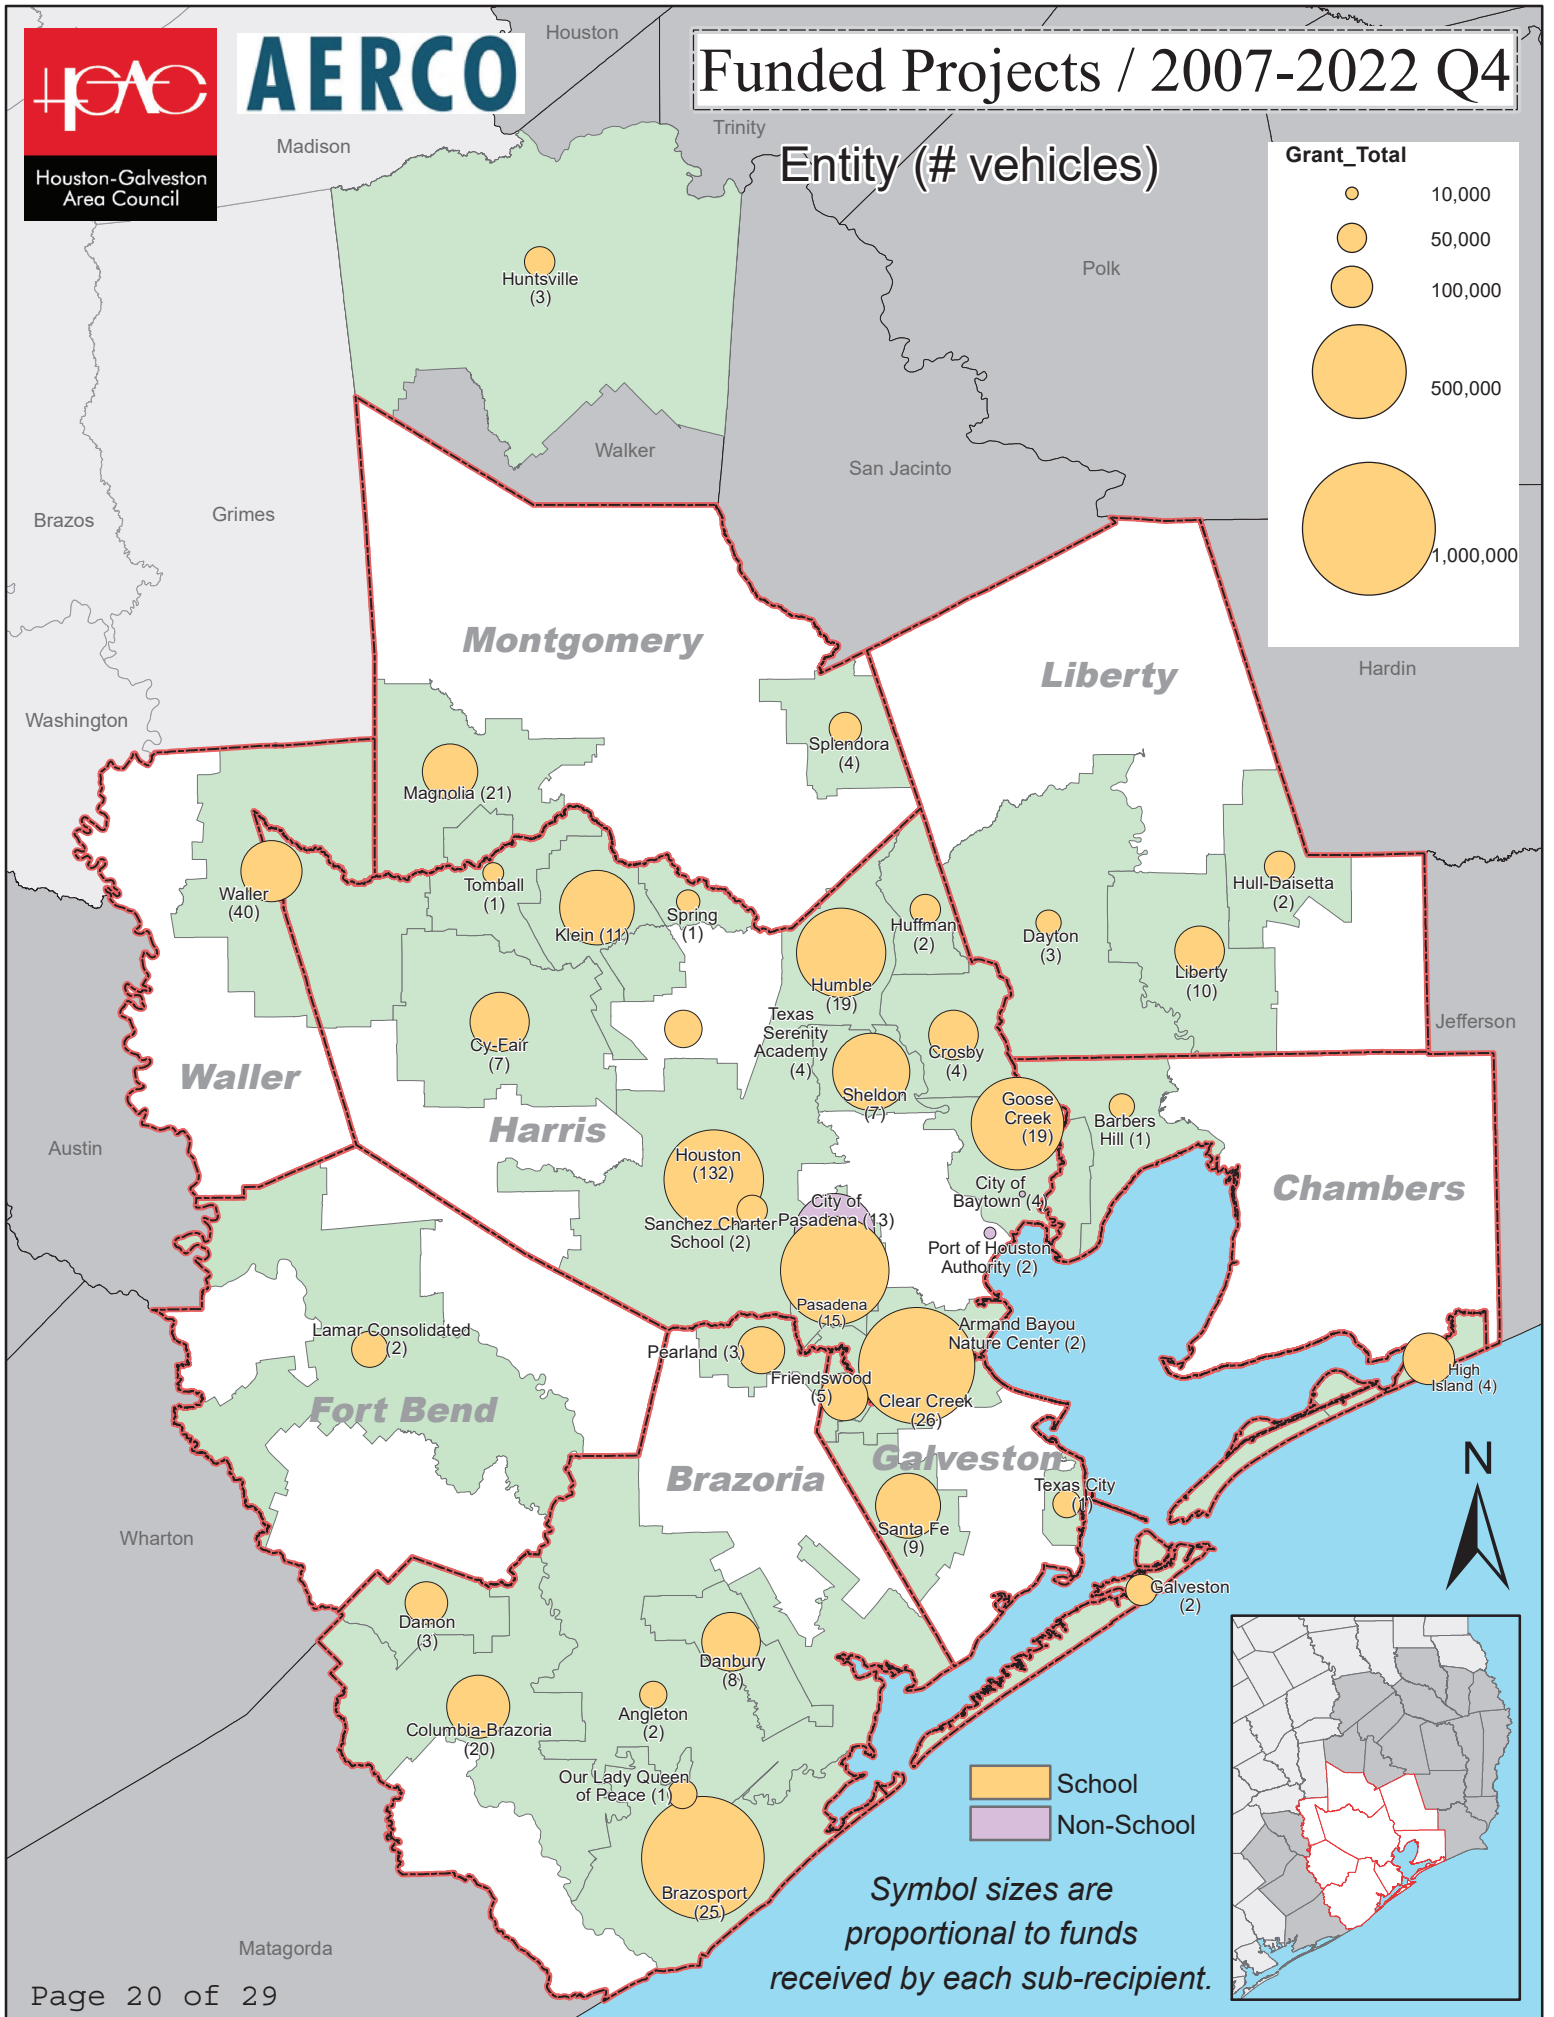 HGAC
Houston-Galveston
Area Council
AERCO
Funded Projects / 2007-2022 Q4
Entity (# vehicles)
Grant_Total
10,000
50,000
100,000
500,000
1,000,000
Houston
Madison
Trinity
Polk
Huntsville
(3)
Walker
San Jacinto
Brazos
Grimes
Hardin
Washington
Montgomery
Liberty
Splendora
(4)
Magnolia (21)
Waller
(40)
Tomball
(1)
Klein (11)
Spring
(1)
Huffman
(2)
Dayton
(3)
Hull-Daisetta
(2)
Liberty
(10)
Humble
(19)
Texas
Serenity
Academy
(4)
Cy-Fair
(7)
Crosby
(4)
Jefferson
Waller
Harris
Sheldon
(7)
Goose
Creek
(19)
Barbers
Hill (1)
Austin
Houston
(132)
Chambers
City of
Baytown (4)
City of
Pasadena (13)
Sanchez Charter
School (2)
Port of Houston
Authority (2)
Pasadena
(15)
Armand Bayou
Nature Center (2)
Lamar Consolidated
(2)
Pearland (3)
Friendswood
(5)
Clear Creek
(26)
High
Island (4)
Fort Bend
Brazoria
Galveston
Texas City
(1)
Santa Fe
(9)
Wharton
Galveston
(2)
Damon
(3)
Danbury
(8)
Angleton
(2)
Columbia-Brazoria
(20)
Our Lady Queen
of Peace (1)
Brazosport
(25)
Matagorda
N
School
Non-School
Symbol sizes are
proportional to funds
received by each sub-recipient.
Page 20 of 29